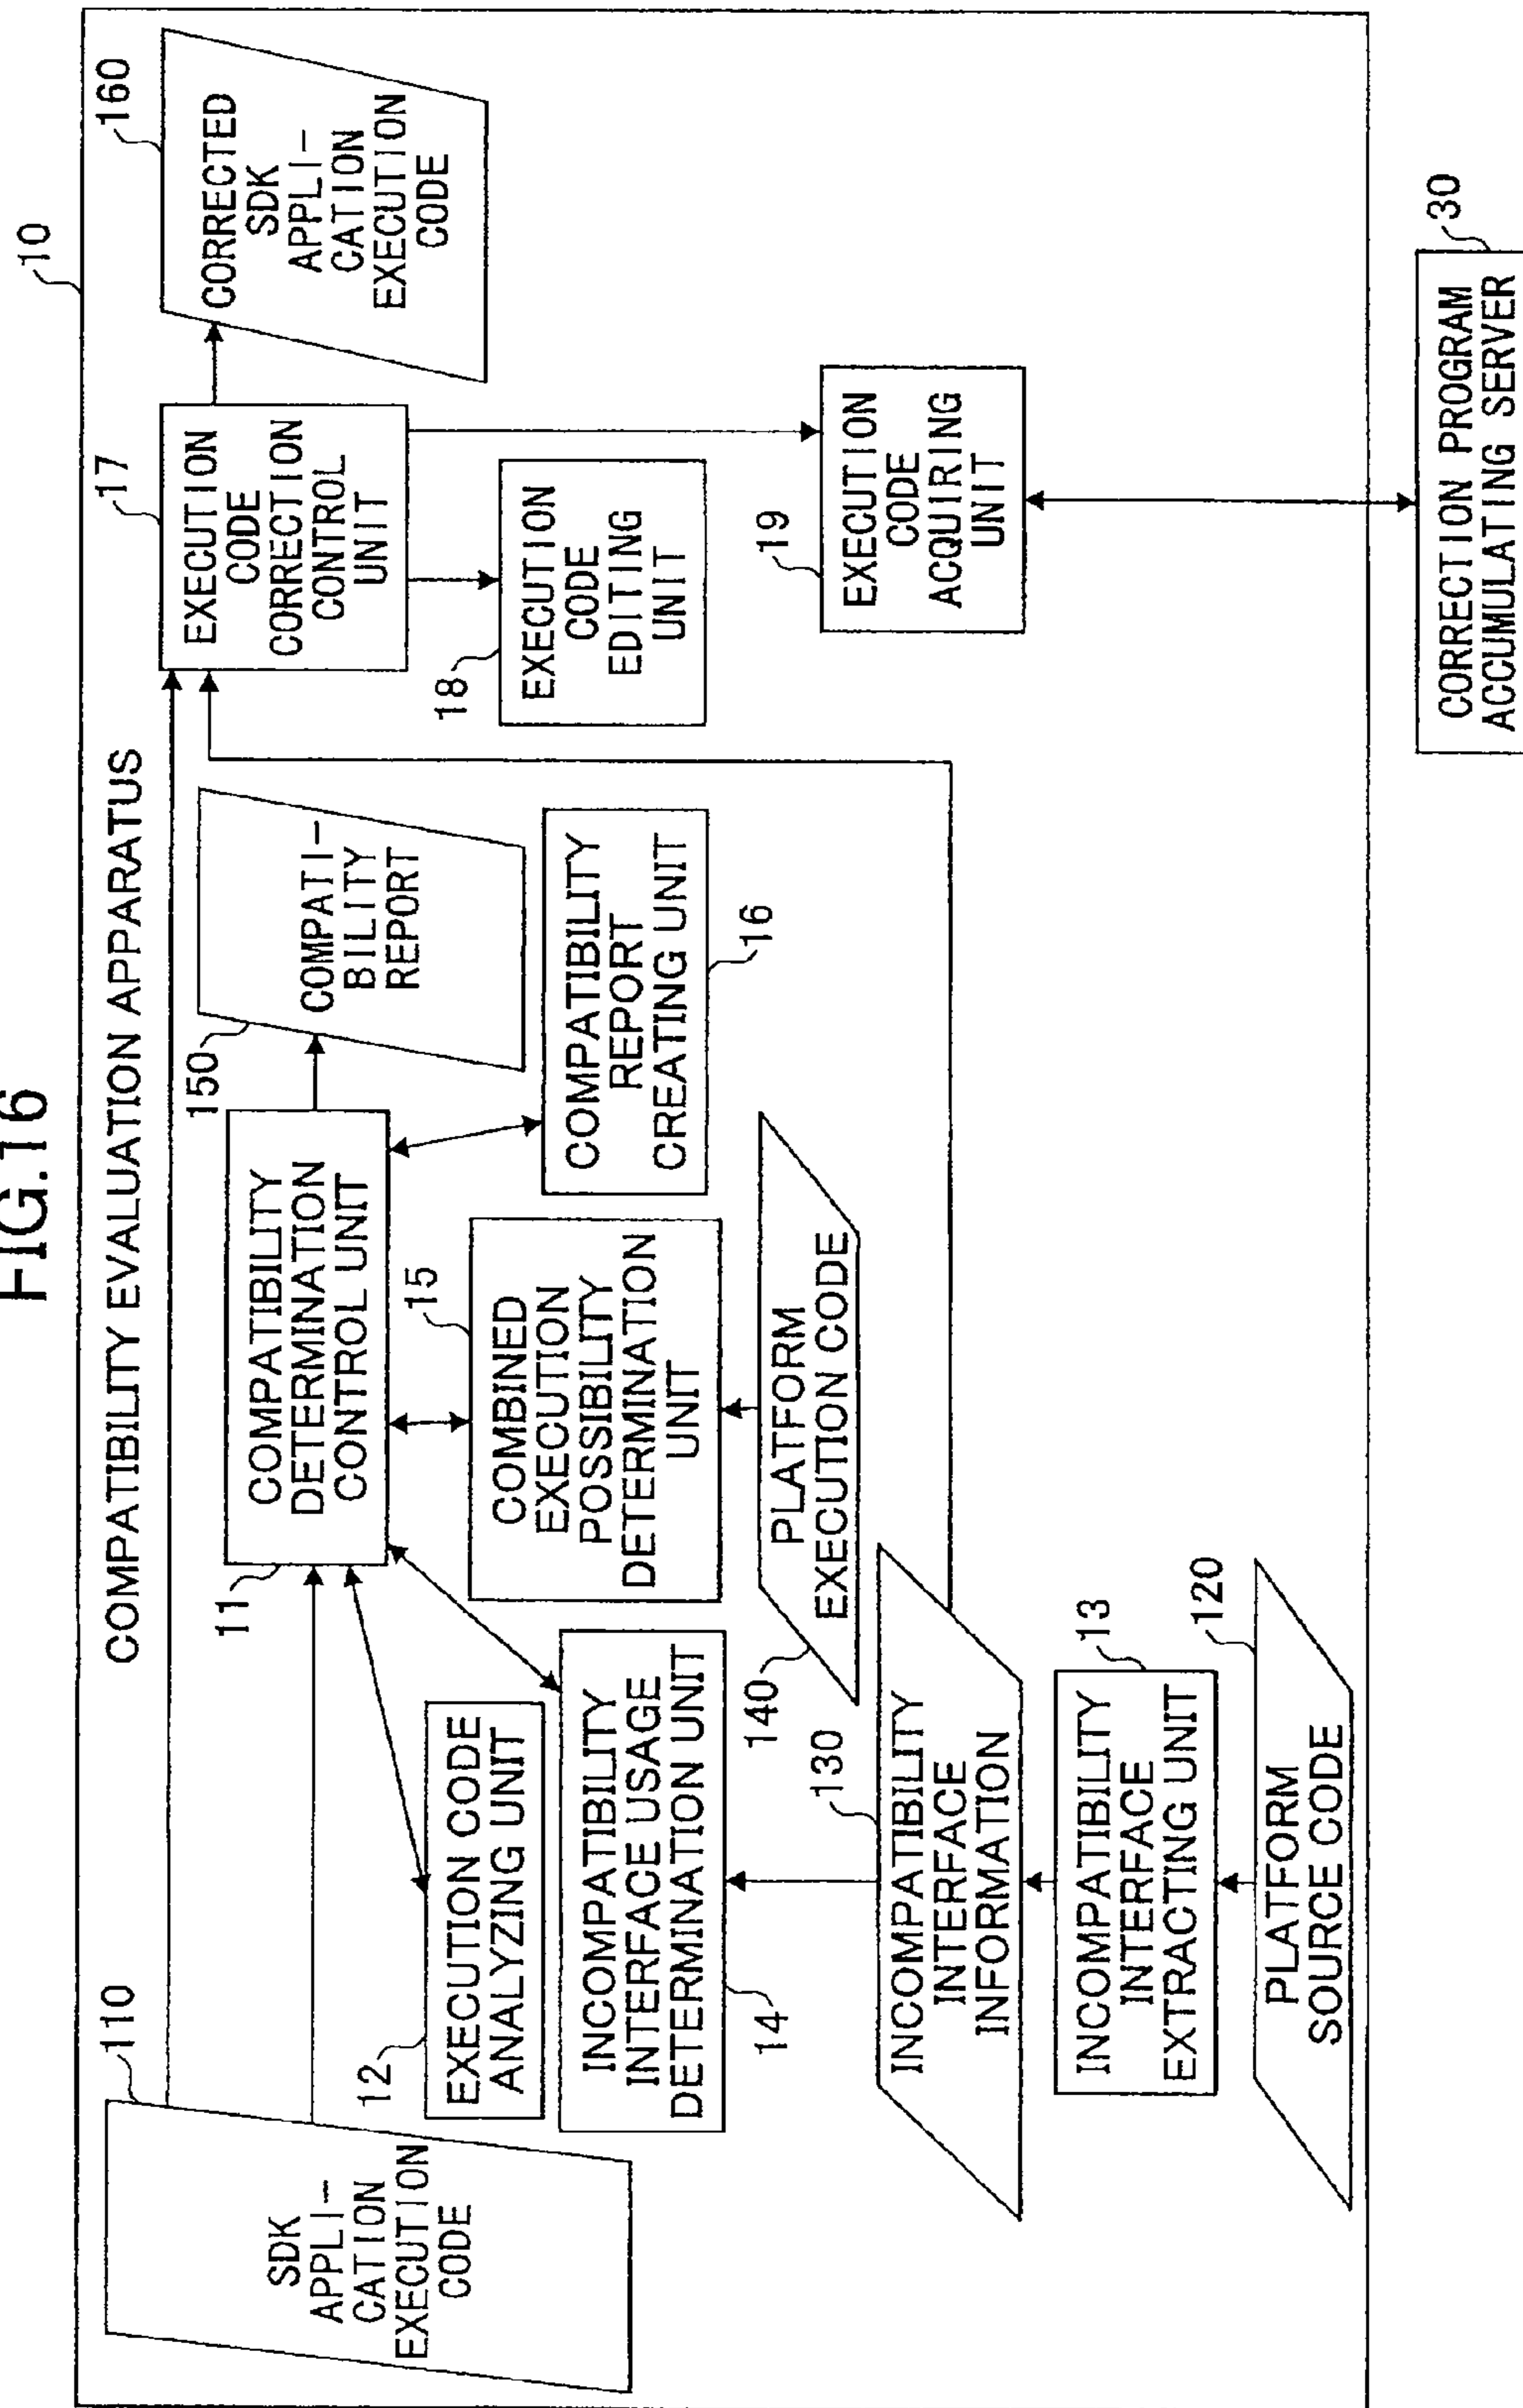 FIG.16
10
COMPATIBILITY EVALUATION APPARATUS
110
SDK
APPLI-
CATION
EXECUTION
CODE
11
COMPATIBILITY
DETERMINATION
CONTROL UNIT
150
COMPATI-
BILITY
REPORT
17
EXECUTION
CODE
CORRECTION
CONTROL
UNIT
160
CORRECTED
SDK
APPLI-
CATION
EXECUTION
CODE
12
EXECUTION CODE
ANALYZING UNIT
14
INCOMPATIBILITY
INTERFACE USAGE
DETERMINATION UNIT
15
COMBINED
EXECUTION
POSSIBILITY
DETERMINATION
UNIT
16
COMPATIBILITY
REPORT
CREATING UNIT
18
EXECUTION
CODE
EDITING
UNIT
19
EXECUTION
CODE
ACQUIRING
UNIT
140
PLATFORM
EXECUTION CODE
130
INCOMPATIBILITY
INTERFACE
INFORMATION
13
INCOMPATIBILITY
INTERFACE
EXTRACTING UNIT
120
PLATFORM
SOURCE CODE
30
CORRECTION PROGRAM
ACCUMULATING SERVER